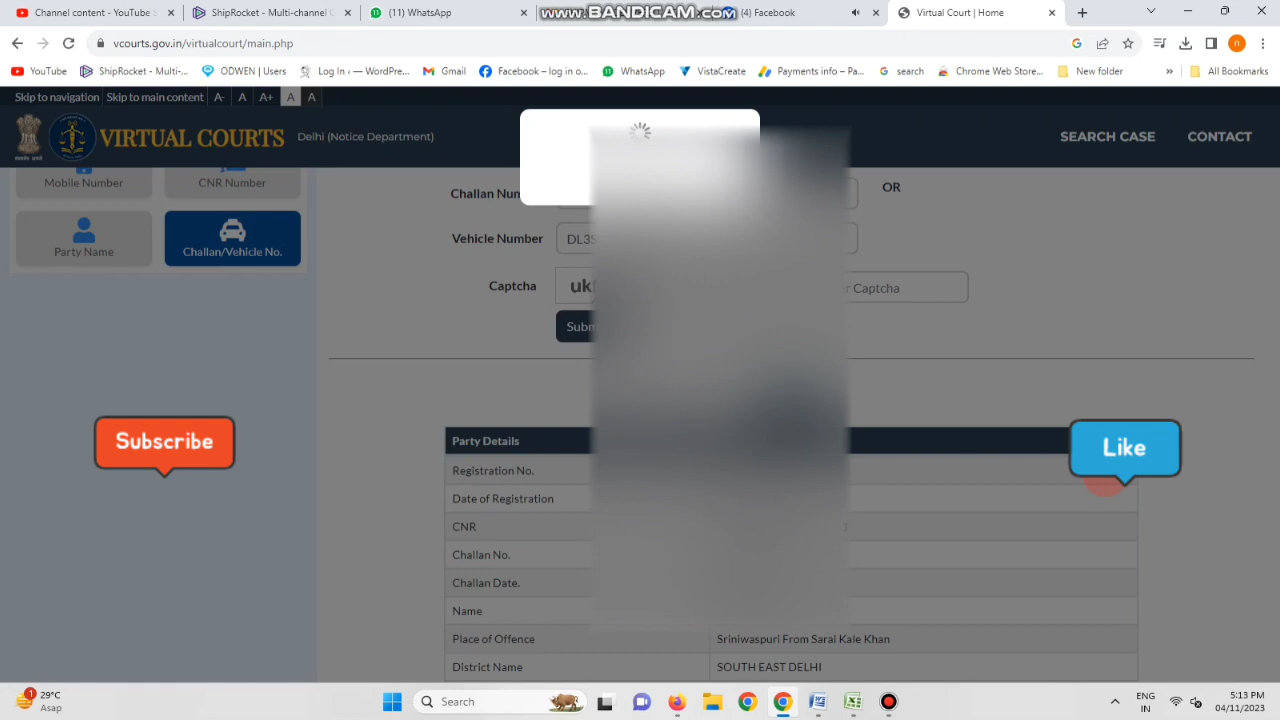 Channel content - YouTube S
ShipRocket - Multi-channel
(11) WhatsApp
www.BANDICAM.com
(4) Facebook
Virtual Court | Home
vcourts.gov.in/virtualcourt/main.php
YouTube
ShipRocket - Multi-...
ODWEN | Users
Log In ‹ — WordPre...
Gmail
Facebook – log in o...
WhatsApp
VistaCreate
Payments info – Pa...
search
Chrome Web Store...
New folder
»
All Bookmarks
Skip to navigation Skip to main content A- A A+ A A
VIRTUAL COURTS Delhi (Notice Department) SEARCH CASE CONTACT
Mobile Number CNR Number
Party Name Challan/Vehicle No.
Challan OR
Vehicle Number DL3S
Captcha Captcha
Party Details
Registration No.
Date of Registration
CNR
Challan No.
Challan Date.
Name
Place of Offence Sriniwaspuri From Sarai Kale Khan
District Name SOUTH EAST DELHI
Subscribe
Like
1 29°C
Asap
Search
ENG
IN
5:13 PM
04/11/2023